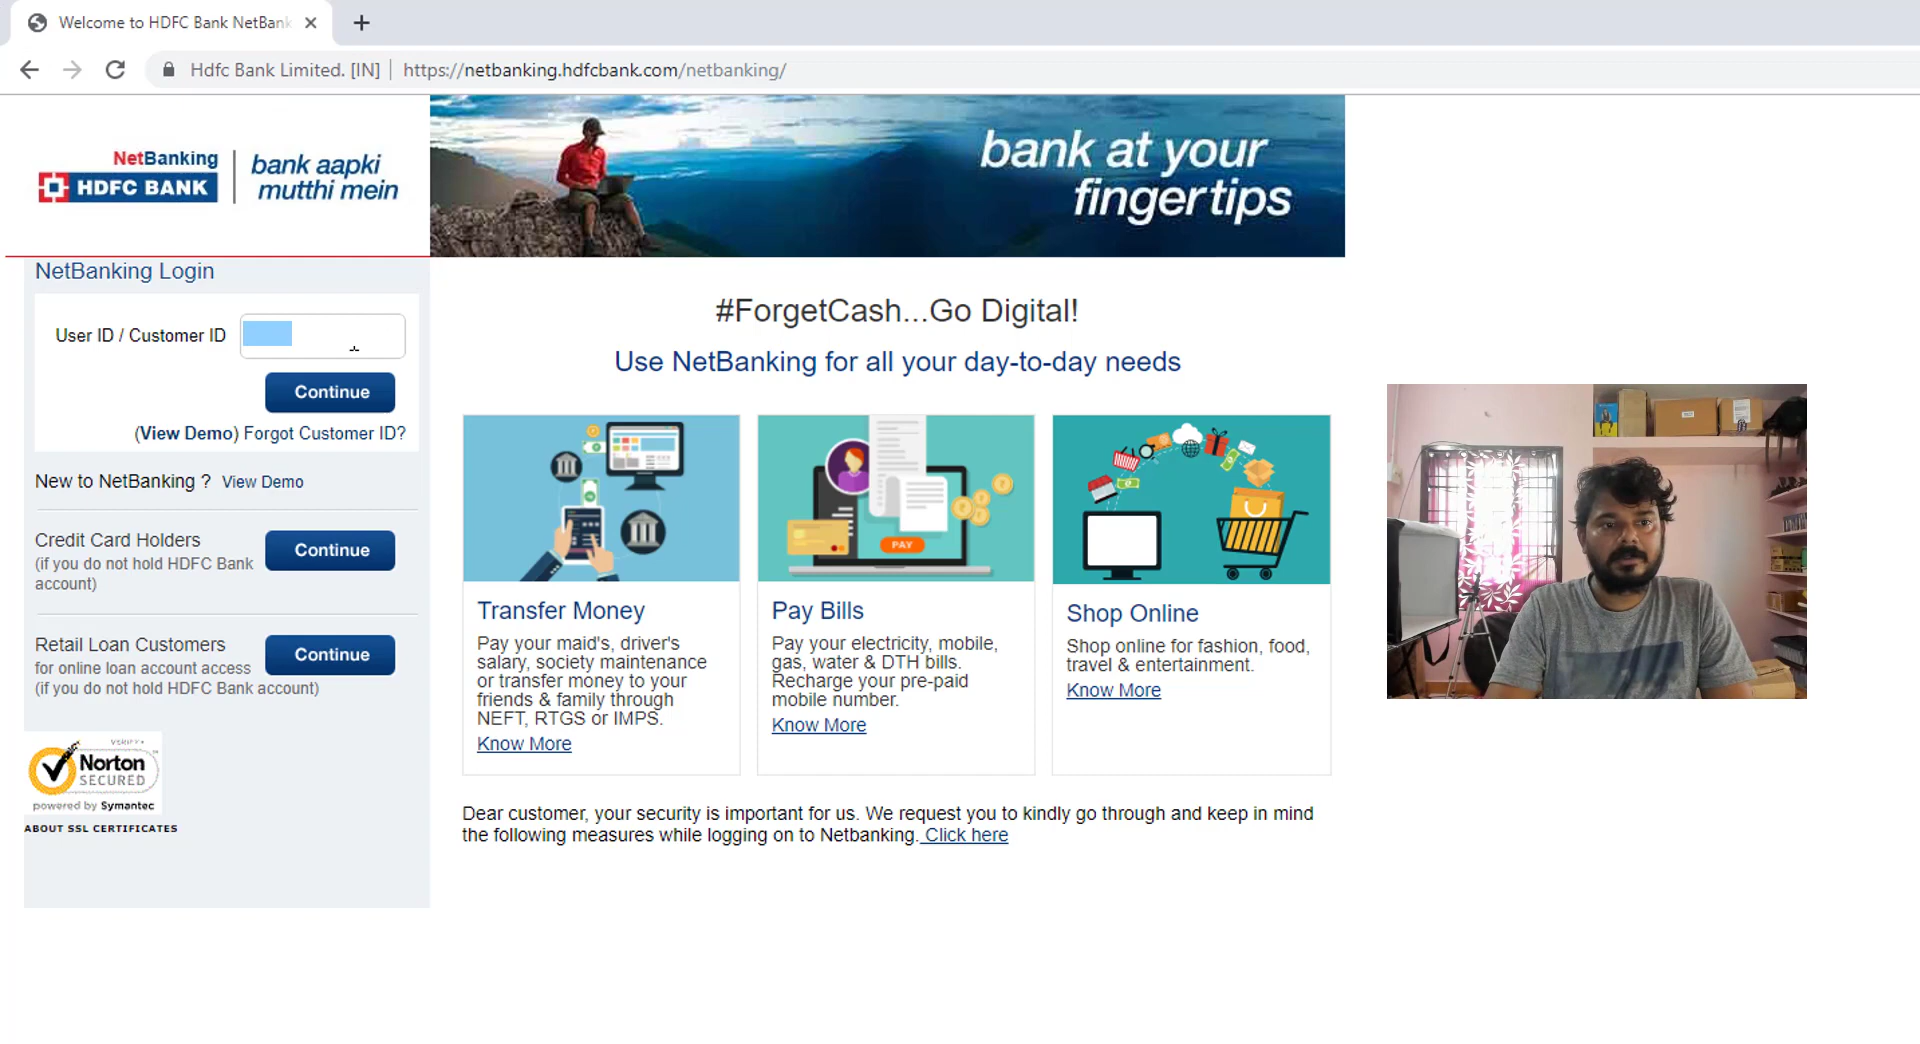 Welcome to HDFC Bank NetBank
Hdfc Bank Limited. [IN] | https://netbanking.hdfcbank.com/netbanking/
NetBanking
HDFC BANK
bank aapki
mutthi mein
bank at your
fingertips
NetBanking Login
User ID / Customer ID
Continue
(View Demo) Forgot Customer ID?
New to NetBanking ? View Demo
Credit Card Holders
(if you do not hold HDFC Bank
account)
Continue
Retail Loan Customers
for online loan account access
(if you do not hold HDFC Bank account)
Continue
VERIFY
Norton
SECURED
powered by Symantec
ABOUT SSL CERTIFICATES
#ForgetCash...Go Digital!
Use NetBanking for all your day-to-day needs
Transfer Money
Pay your maid's, driver's
salary, society maintenance
or transfer money to your
friends & family through
NEFT, RTGS or IMPS.
Know More
PAY
Pay Bills
Pay your electricity, mobile,
gas, water & DTH bills.
Recharge your pre-paid
mobile number.
Know More
Shop Online
Shop online for fashion, food,
travel & entertainment.
Know More
Dear customer, your security is important for us. We request you to kindly go through and keep in mind
the following measures while logging on to Netbanking. Click here